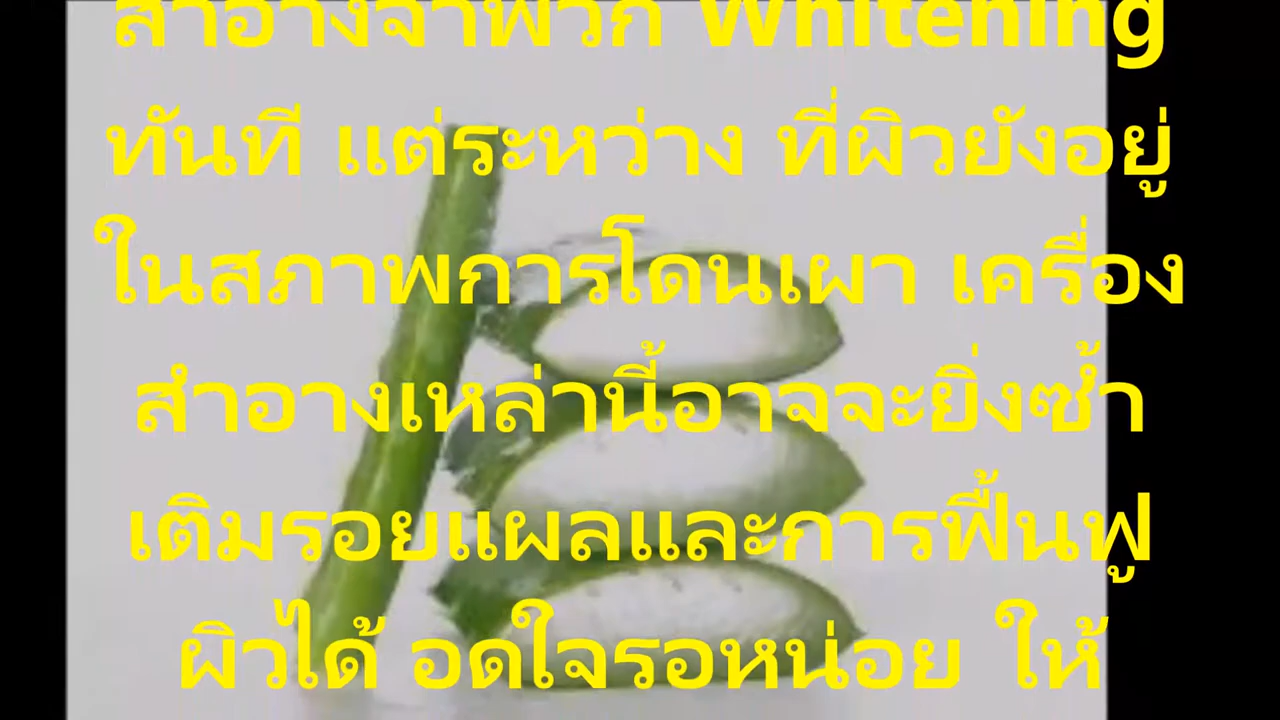 สำอางจำพวก Whitening
ทันที แต่ระหว่าง ที่ผิวยังอยู่
ในสภาพการโดนเผา เครื่อง
สำอางเหล่านี้อาจจะยิ่งซ้ำ
เติมรอยแผลและการฟื้นฟู
ผิวได้ อดใจรอหน่อย ให้